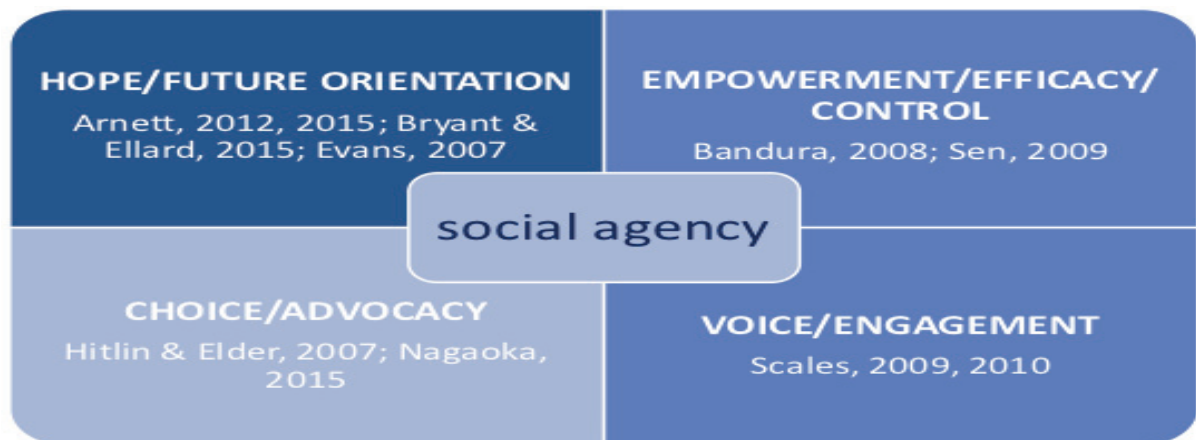 HOPE/FUTURE ORIENTATION
Arnett, 2012, 2015; Bryant &
Ellard, 2015; Evans, 2007
EMPOWERMENT/EFFICACY/
CONTROL
Bandura, 2008; Sen, 2009
social agency
CHOICE/ADVOCACY
Hitlin & Elder, 2007; Nagaoka,
2015
VOICE/ENGAGEMENT
Scales, 2009, 2010